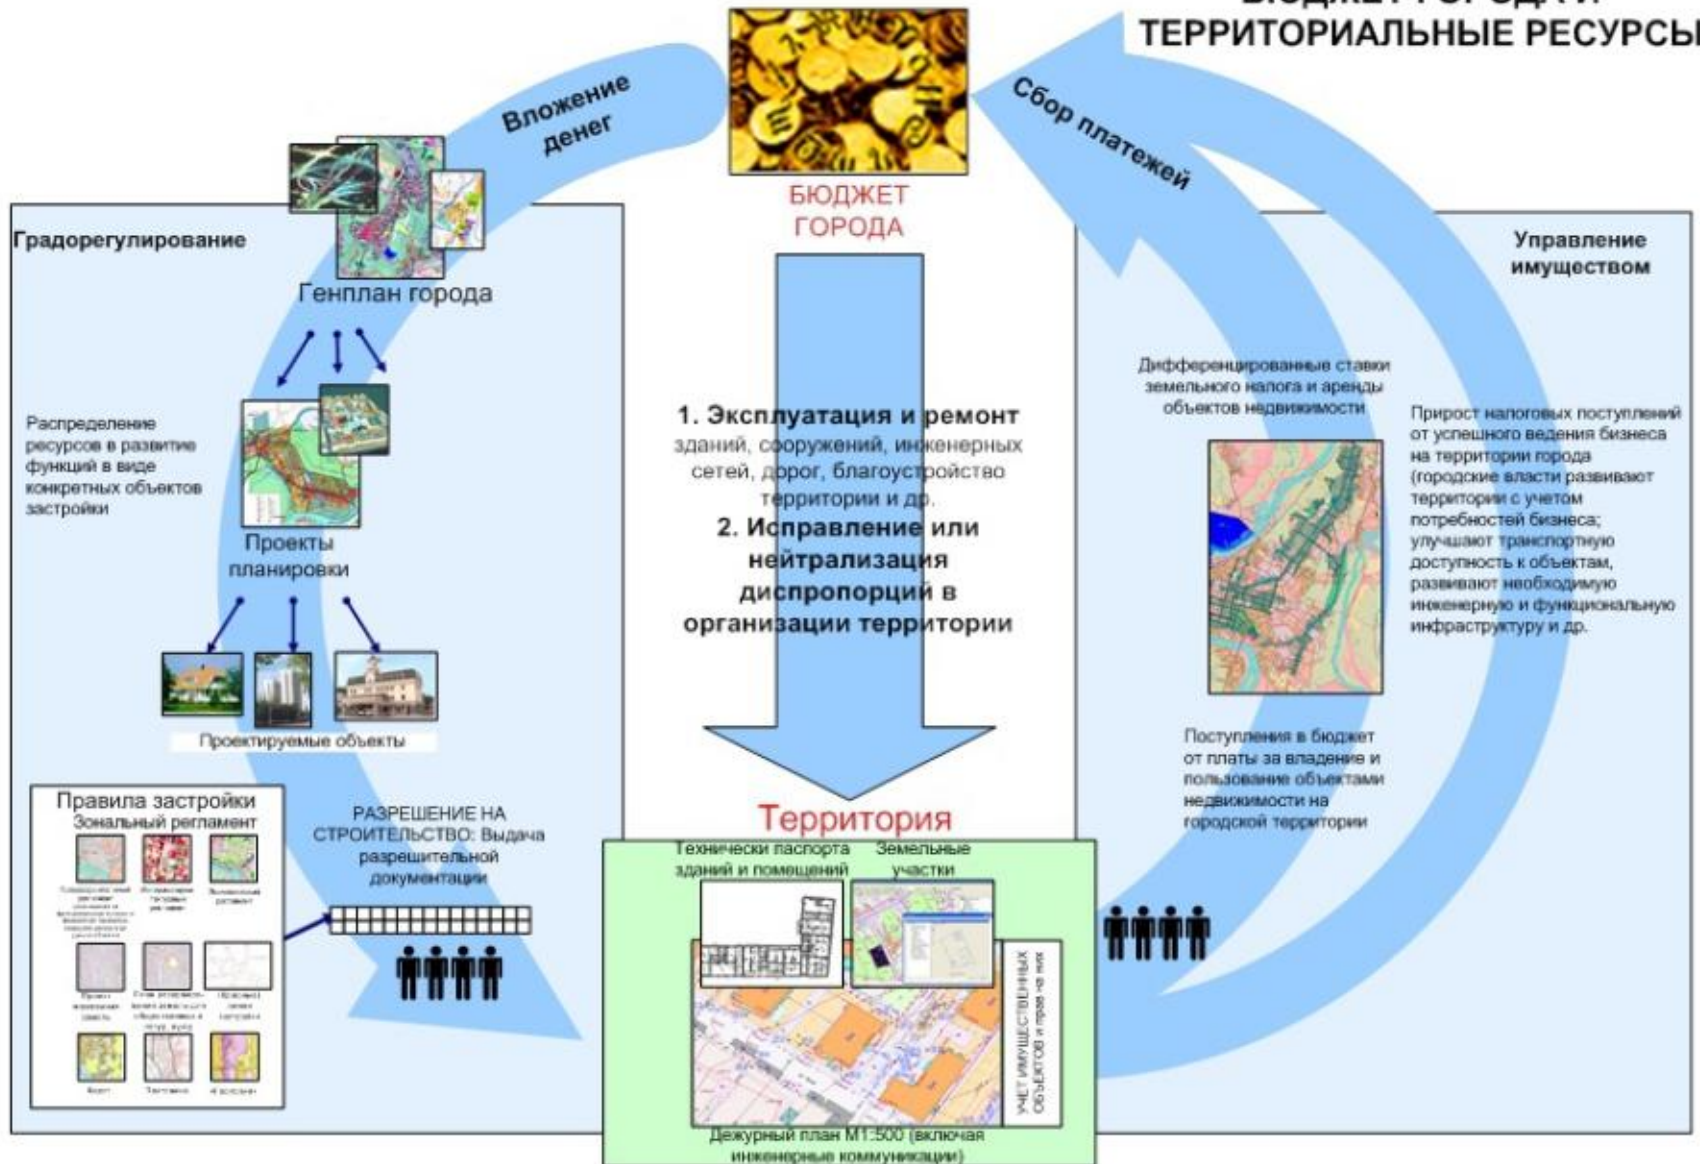 БЮДЖЕТ ГОРОДА И
ТЕРРИТОРИАЛЬНЫЕ РЕСУРСЫ
Вложение
денег
Сбор платежей
БЮДЖЕТ
ГОРОДА
Градорегулирование
Генплан города
Распределение
ресурсов в развитие
функций в виде
конкретных объектов
застройки
Проекты
планировки
Проектируемые объекты
Правила застройки
Зональный регламент
РАЗРЕШЕНИЕ НА
СТРОИТЕЛЬСТВО: Выдача
разрешительной
документации
1. Эксплуатация и ремонт
зданий, сооружений, инженерных
сетей, дорог, благоустройство
территории и др.
2. Исправление или
нейтрализация
диспропорций в
организации территории
Территория
Технически паспорта
зданий и помещений
Земельные
участки
УЧЕТ ИМУЩЕСТВЕННЫХ
ОБЪЕКТОВ и прав на них
Дежурный план М1:500 (включая
инженерные коммуникации)
Управление
имуществом
Дифференцированные ставки
земельного налога и аренды
объектов недвижимости
Прирост налоговых поступлений
от успешного ведения бизнеса
на территории города
(городские власти развивают
территории с учетом
потребностей бизнеса;
улучшают транспортную
доступность к объектам,
развивают необходимую
инженерную и функциональную
инфраструктуру и др.
Поступления в бюджет
от платы за владение и
пользование объектами
недвижимости на
городской территории